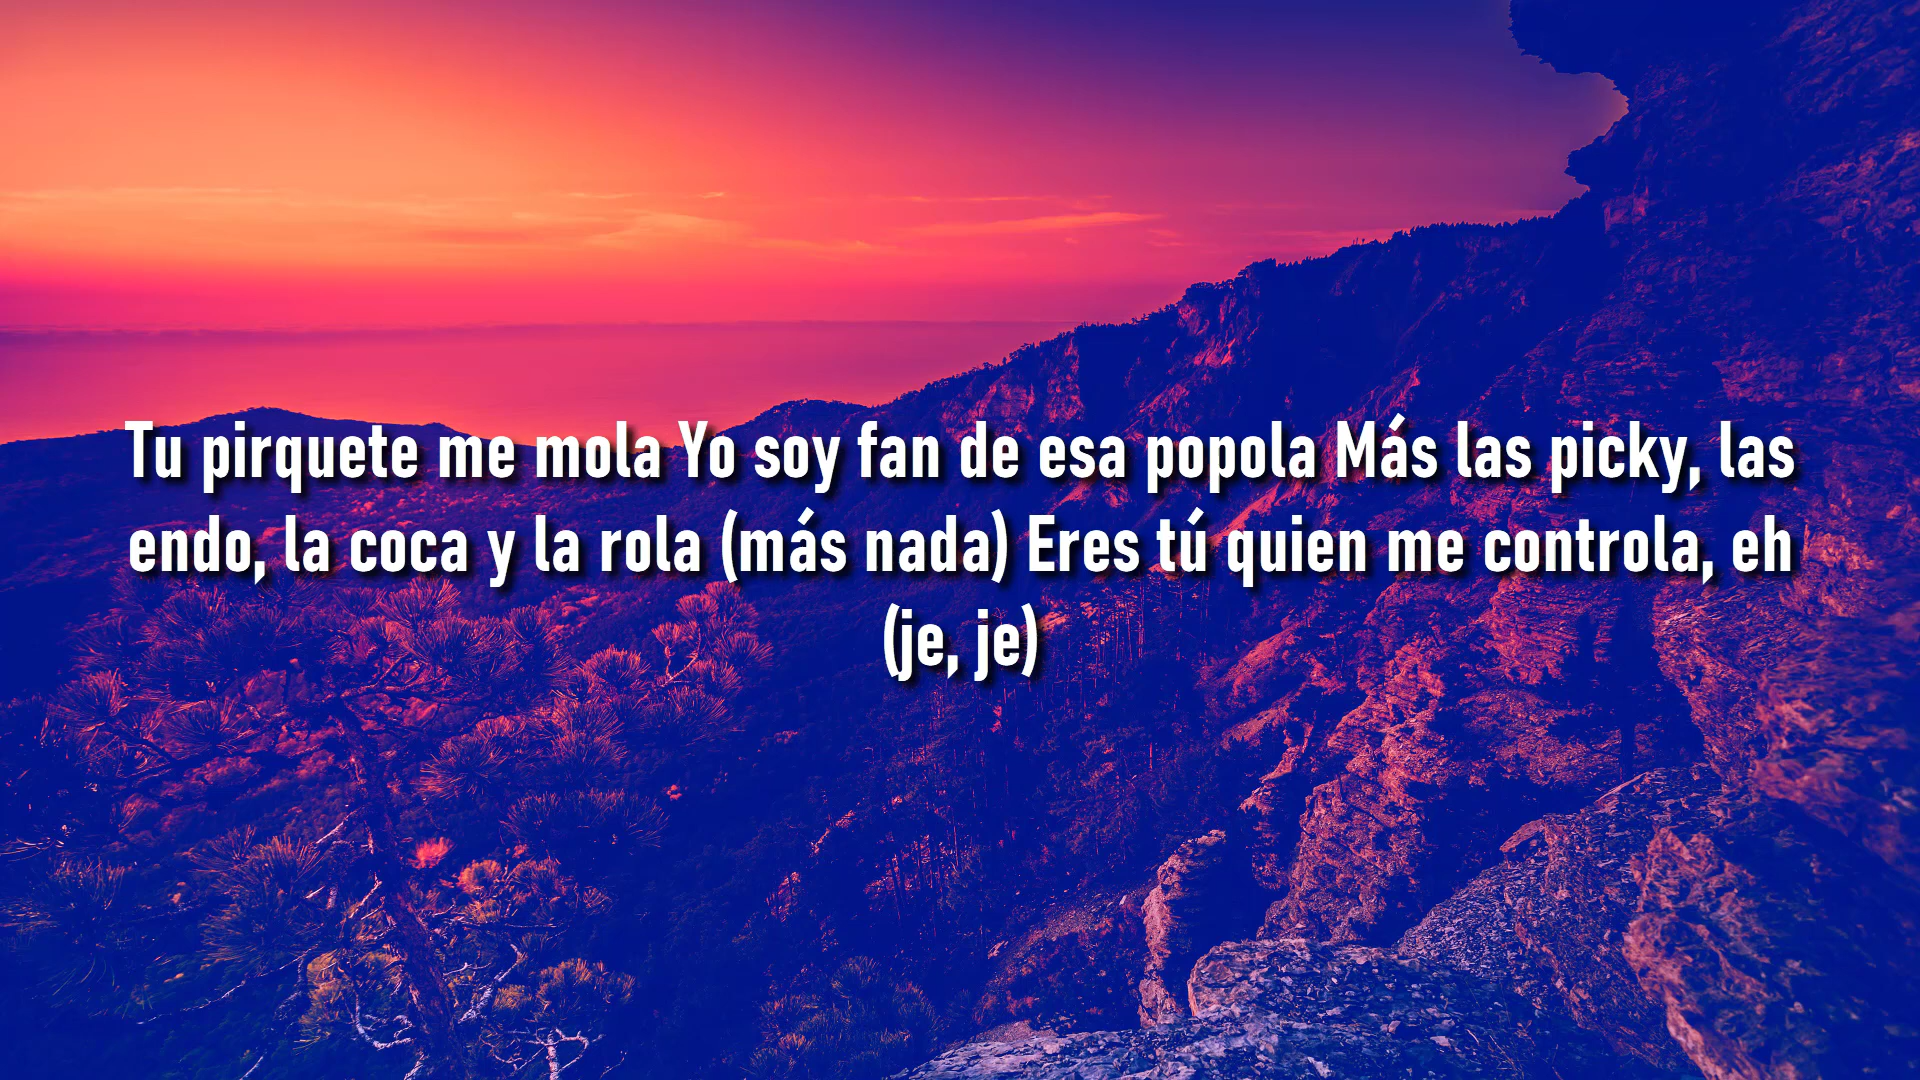 Tu pirquete me mola Yo soy fan de esa popola Más las picky, las
endo, la coca y la rola (más nada) Eres tú quien me controla, eh
(je, je)